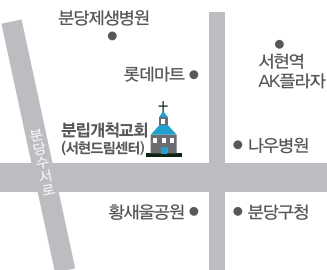 분당제생병원
서현역
AK플라자
롯데마트
분립개척교회
(서현드림센터)
나우병원
분당수서로
황새울공원
분당구청